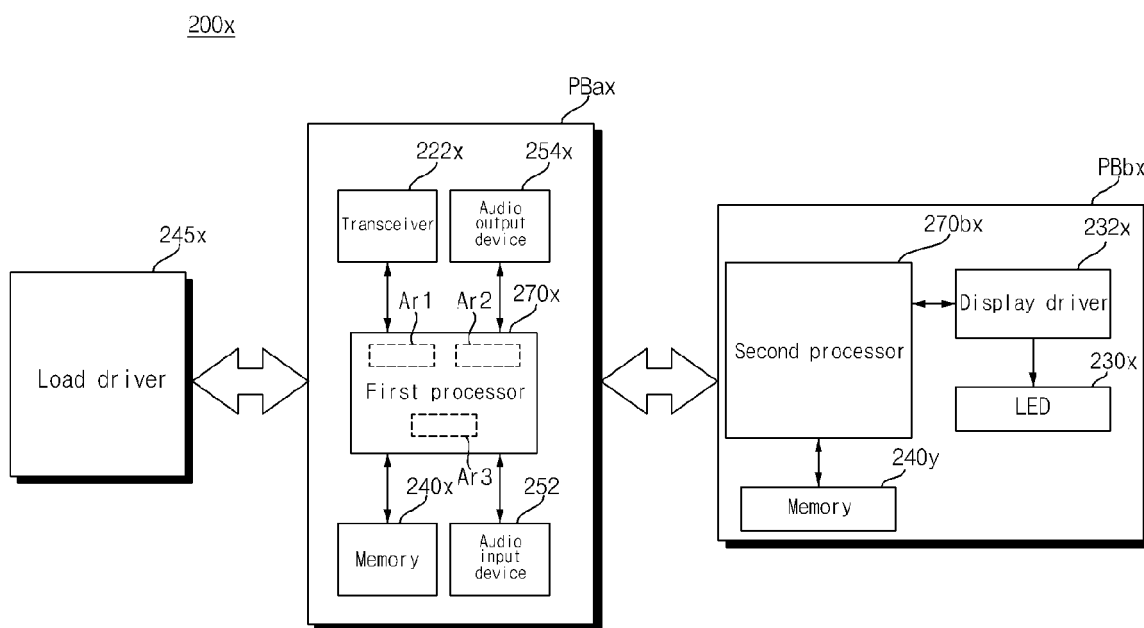 200x
PBax
222x
254x
Transceiver
Audio
output
device
PBbx
270bx
232x
245x
Ar1
Ar2
270x
Display driver
Second processor
Load driver
First processor
230x
LED
Ar3
240x
252
240y
Memory
Memory
Audio
input
device